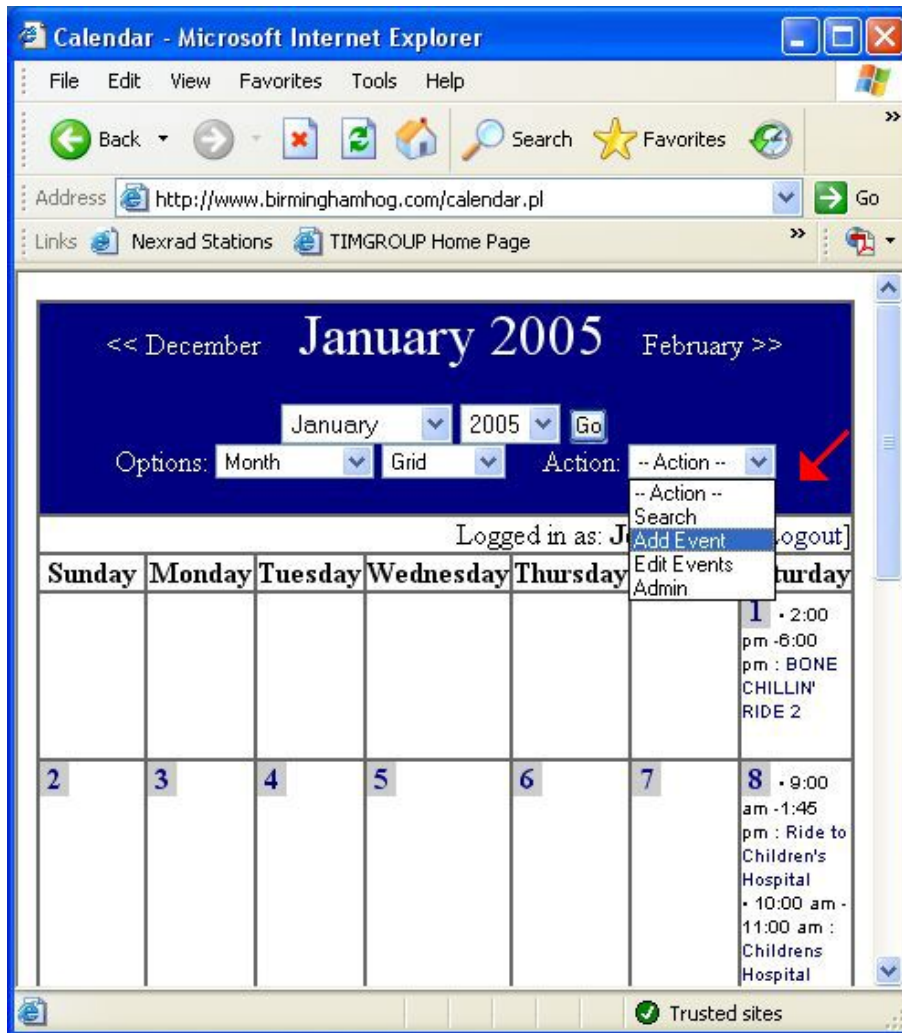 Calendar - Microsoft Internet Explorer
File Edit View Favorites Tools Help
Back Search Favorites »
Address http://www.birminghamhog.com/calendar.pl Go
Links Nexrad Stations TIMGROUP Home Page »
<< December January 2005 February >>
January 2005 Go
Options: Month Grid Action: -- Action --
-- Action --
Search
Add Event
Edit Events
Admin
Logged in as: ogout]
Sunday Monday Tuesday Wednesday Thursday turday
1 • 2:00
pm -6:00
pm : BONE
CHILLIN'
RIDE 2
2 3 4 5 6 7 8 • 9:00
am -1:45
pm : Ride to
Children's
Hospital
• 10:00 am -
11:00 am :
Childrens
Hospital
Trusted sites